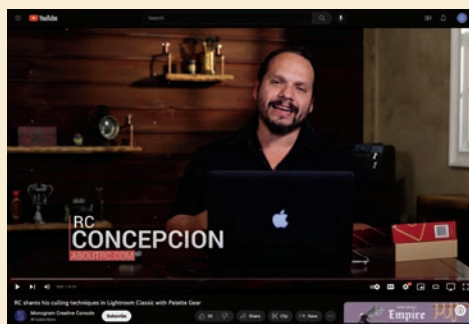 YouTube
Search
RC
CONCEPCION
ABOUTRC.COM
RC shares his culling techniques in Lightroom Classic with Palette Gear
Monogram Creative Console
Subscribe
Share
Clip
Save
Empire